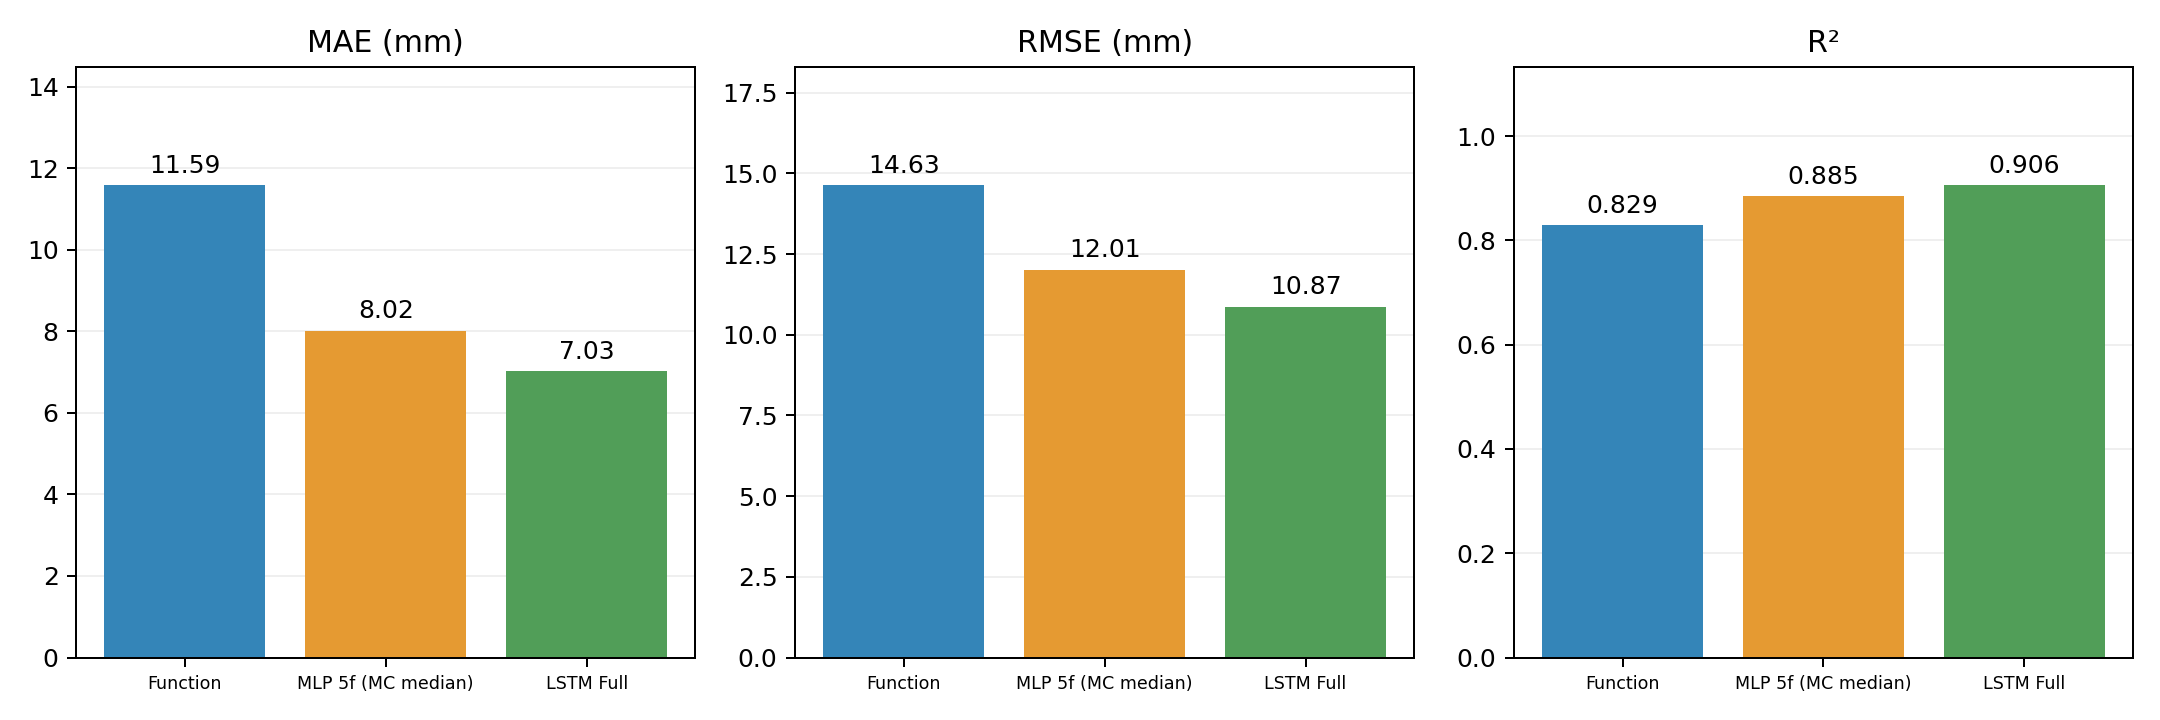 MAE (mm)
14
12
10
8
6
4
2
0
11.59
8.02
7.03
Function
MLP 5f (MC median)
LSTM Full
RMSE (mm)
17.5
15.0
12.5
10.0
7.5
5.0
2.5
0.0
14.63
12.01
10.87
Function
MLP 5f (MC median)
LSTM Full
R²
1.0
0.8
0.6
0.4
0.2
0.0
0.829
0.885
0.906
Function
MLP 5f (MC median)
LSTM Full